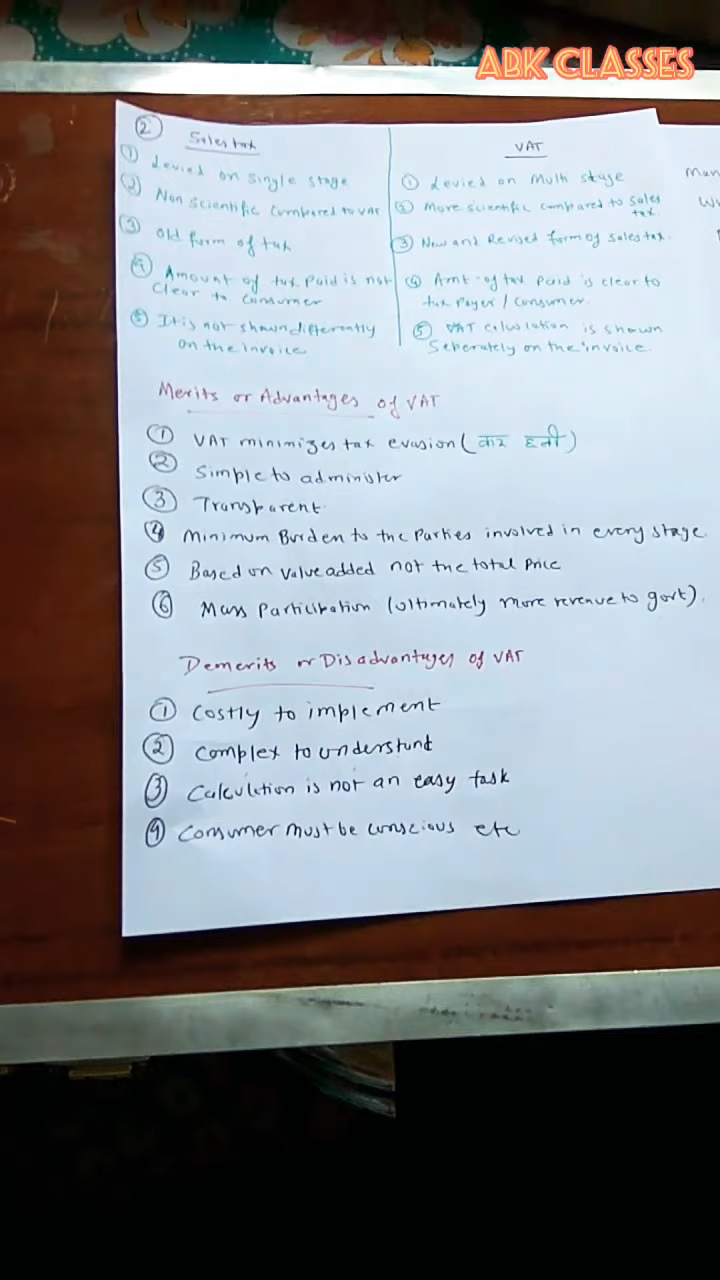 ABK CLASSES
②
Sales tax
① Levied on single stage
② Non scientific compared to VAT
③ Old form of tax
④ Amount of tax paid is not
clear to consumer
⑤ It is not shown differently
on the invoice
VAT
① Levied on Multi stage
② More scientific compared to sales
tax
③ New and Revised form of sales tax.
④ Amt. of tax paid is clear to
tax payer / consumer.
⑤ VAT calculation is shown
Seperately on the invoice.
Merits or Advantages of VAT
① VAT minimizes tax evasion (कार छली)
② Simple to administer
③ Transparent
④ Minimum Burden to the Parties involved in every stage.
⑤ Based on value added not the total Price
⑥ Mass Participation (ultimately more revenue to govt).
Demerits or Disadvantages of VAT
① Costly to implement
② Complex to understand
③ Calculation is not an easy task
④ Consumer must be conscious etc